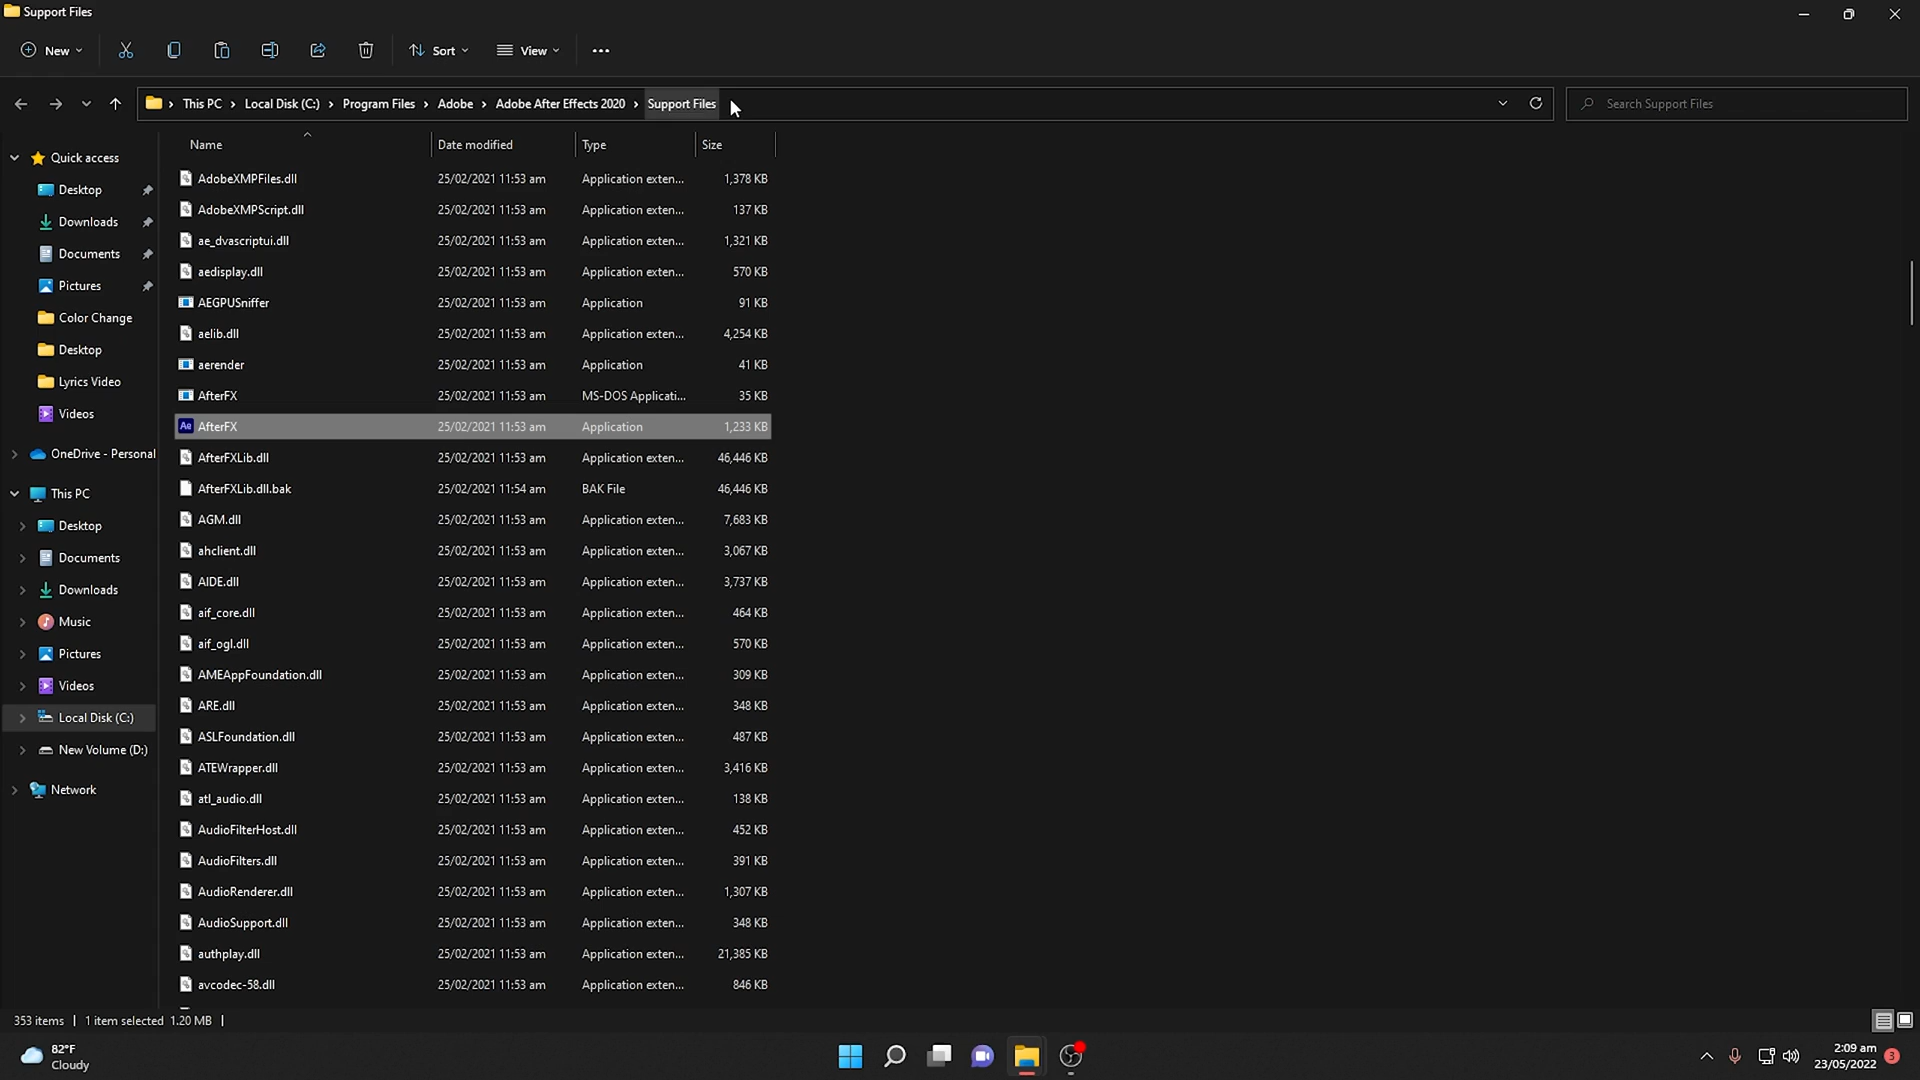 Support Files
New
Sort
View
This PC > Local Disk (C:) > Program Files > Adobe > Adobe After Effects 2020 > Support Files
Search Support Files
Name Date modified Type Size
Quick access
Desktop
Downloads
Documents
Pictures
Color Change
Desktop
Lyrics Video
Videos
OneDrive - Personal
This PC
Desktop
Documents
Downloads
Music
Pictures
Videos
Local Disk (C:)
New Volume (D:)
Network
AdobeXMPFiles.dll 25/02/2021 11:53 am Application exten... 1,378 KB
AdobeXMPScript.dll 25/02/2021 11:53 am Application exten... 137 KB
ae_dvascriptui.dll 25/02/2021 11:53 am Application exten... 1,321 KB
aedisplay.dll 25/02/2021 11:53 am Application exten... 570 KB
AEGPUSniffer 25/02/2021 11:53 am Application 91 KB
aelib.dll 25/02/2021 11:53 am Application exten... 4,254 KB
aerender 25/02/2021 11:53 am Application 41 KB
AfterFX 25/02/2021 11:53 am MS-DOS Applicati... 35 KB
Ae AfterFX 25/02/2021 11:53 am Application 1,233 KB
AfterFXLib.dll 25/02/2021 11:53 am Application exten... 46,446 KB
AfterFXLib.dll.bak 25/02/2021 11:54 am BAK File 46,446 KB
AGM.dll 25/02/2021 11:53 am Application exten... 7,683 KB
ahclient.dll 25/02/2021 11:53 am Application exten... 3,067 KB
AIDE.dll 25/02/2021 11:53 am Application exten... 3,737 KB
aif_core.dll 25/02/2021 11:53 am Application exten... 464 KB
aif_ogl.dll 25/02/2021 11:53 am Application exten... 570 KB
AMEAppFoundation.dll 25/02/2021 11:53 am Application exten... 309 KB
ARE.dll 25/02/2021 11:53 am Application exten... 348 KB
ASLFoundation.dll 25/02/2021 11:53 am Application exten... 487 KB
ATEWrapper.dll 25/02/2021 11:53 am Application exten... 3,416 KB
atl_audio.dll 25/02/2021 11:53 am Application exten... 138 KB
AudioFilterHost.dll 25/02/2021 11:53 am Application exten... 452 KB
AudioFilters.dll 25/02/2021 11:53 am Application exten... 391 KB
AudioRenderer.dll 25/02/2021 11:53 am Application exten... 1,307 KB
AudioSupport.dll 25/02/2021 11:53 am Application exten... 348 KB
authplay.dll 25/02/2021 11:53 am Application exten... 21,385 KB
avcodec-58.dll 25/02/2021 11:53 am Application exten... 846 KB
353 items | 1 item selected 1.20 MB |
82°F
Cloudy
2:09 am
23/05/2022
3